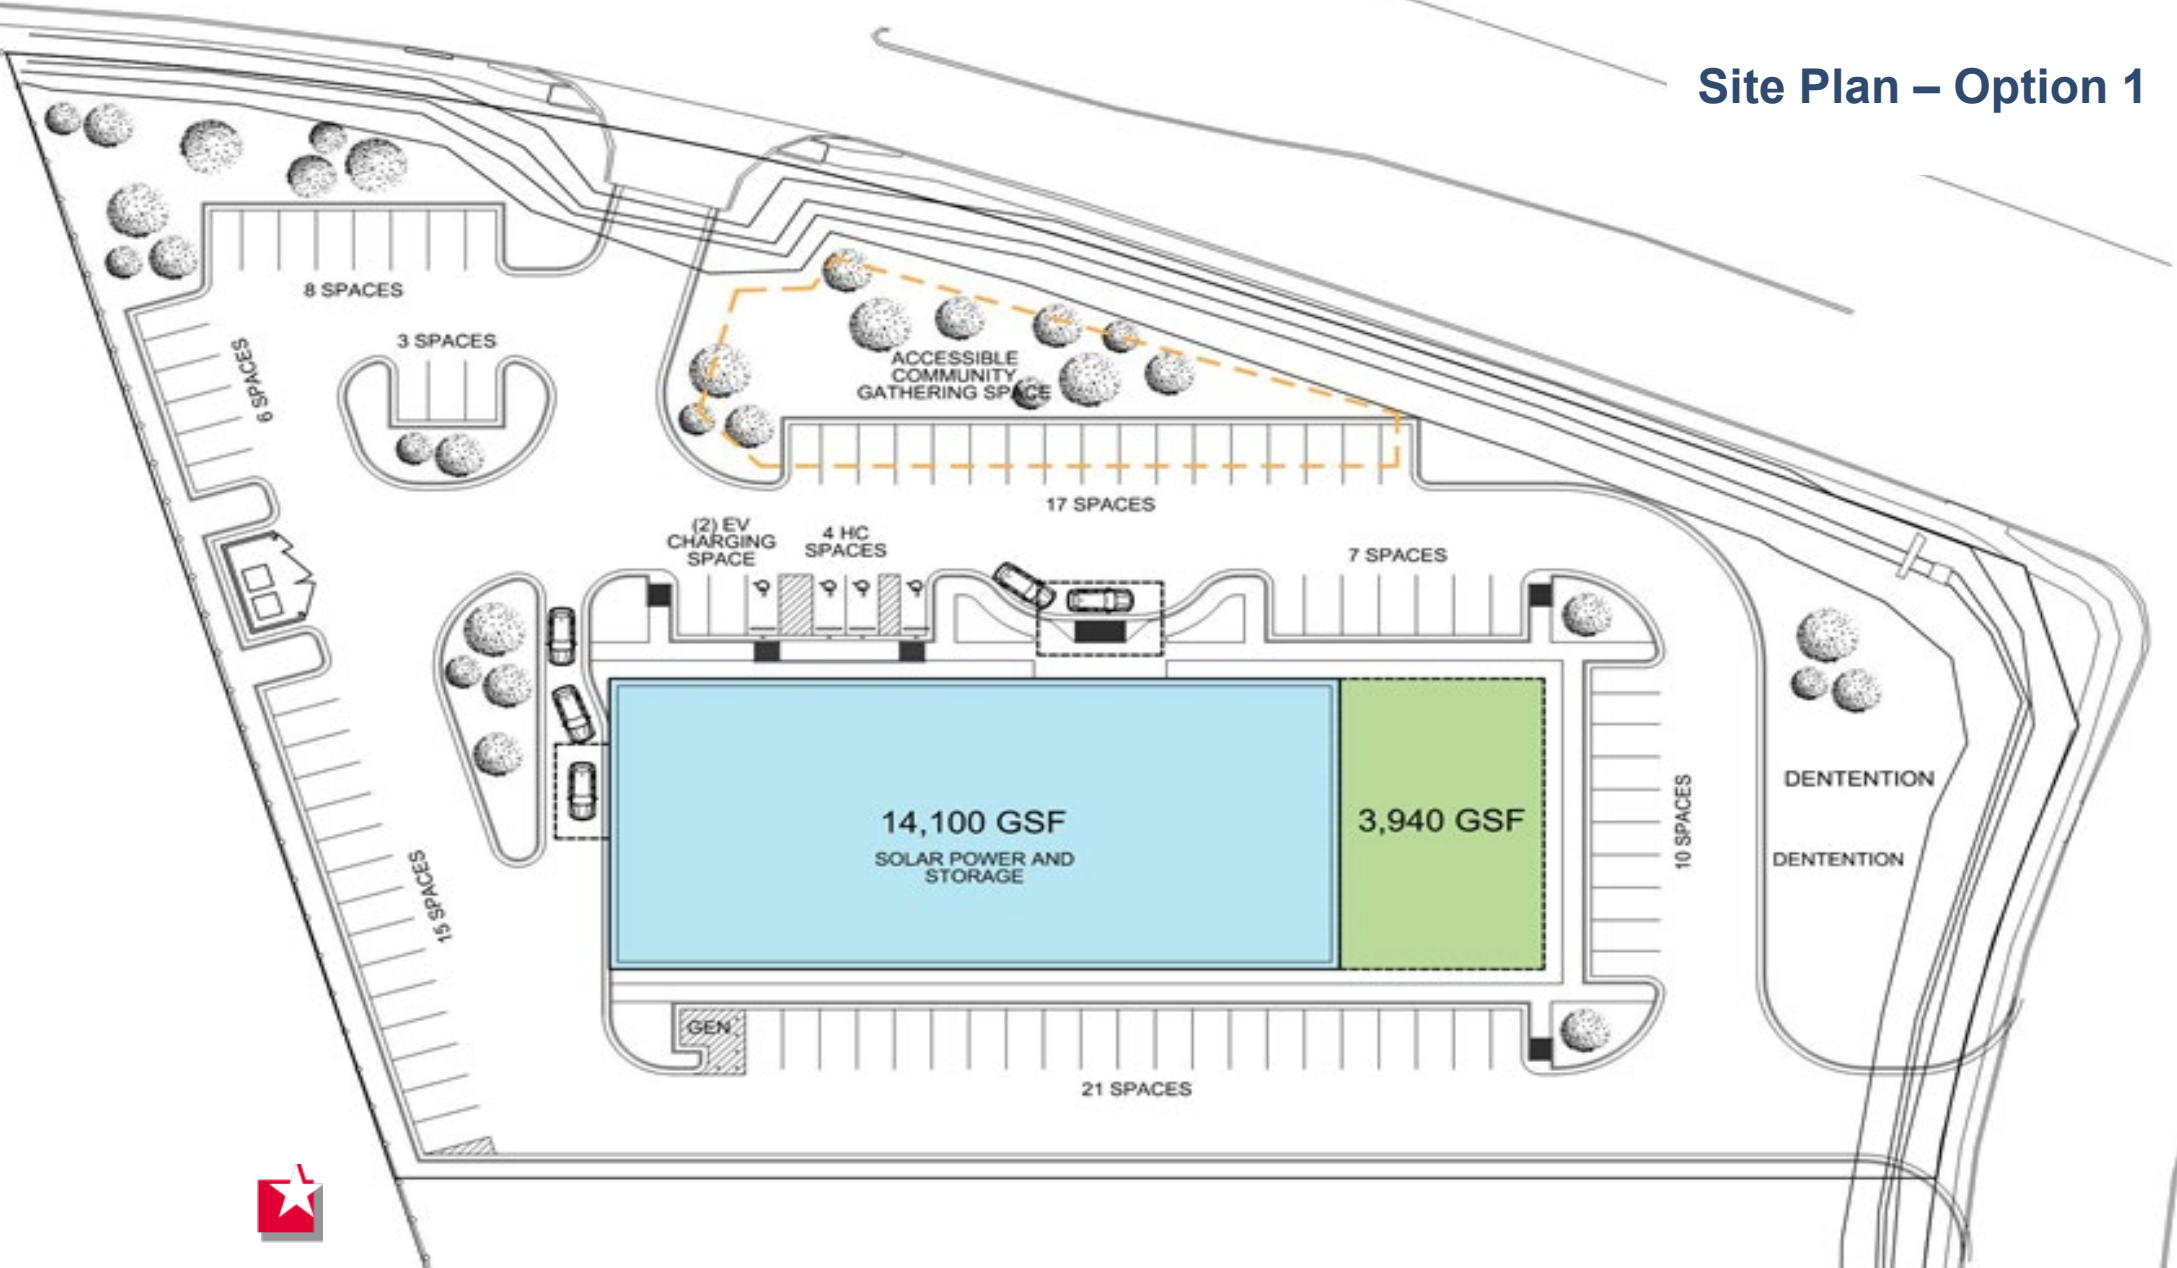 Site Plan – Option 1
8 SPACES
3 SPACES
6 SPACES
ACCESSIBLE
COMMUNITY
GATHERING SPACE
17 SPACES
(2) EV
CHARGING
SPACE
4 HC
SPACES
7 SPACES
14,100 GSF
SOLAR POWER AND
STORAGE
3,940 GSF
10 SPACES
DENTENTION
DENTENTION
15 SPACES
GEN
21 SPACES